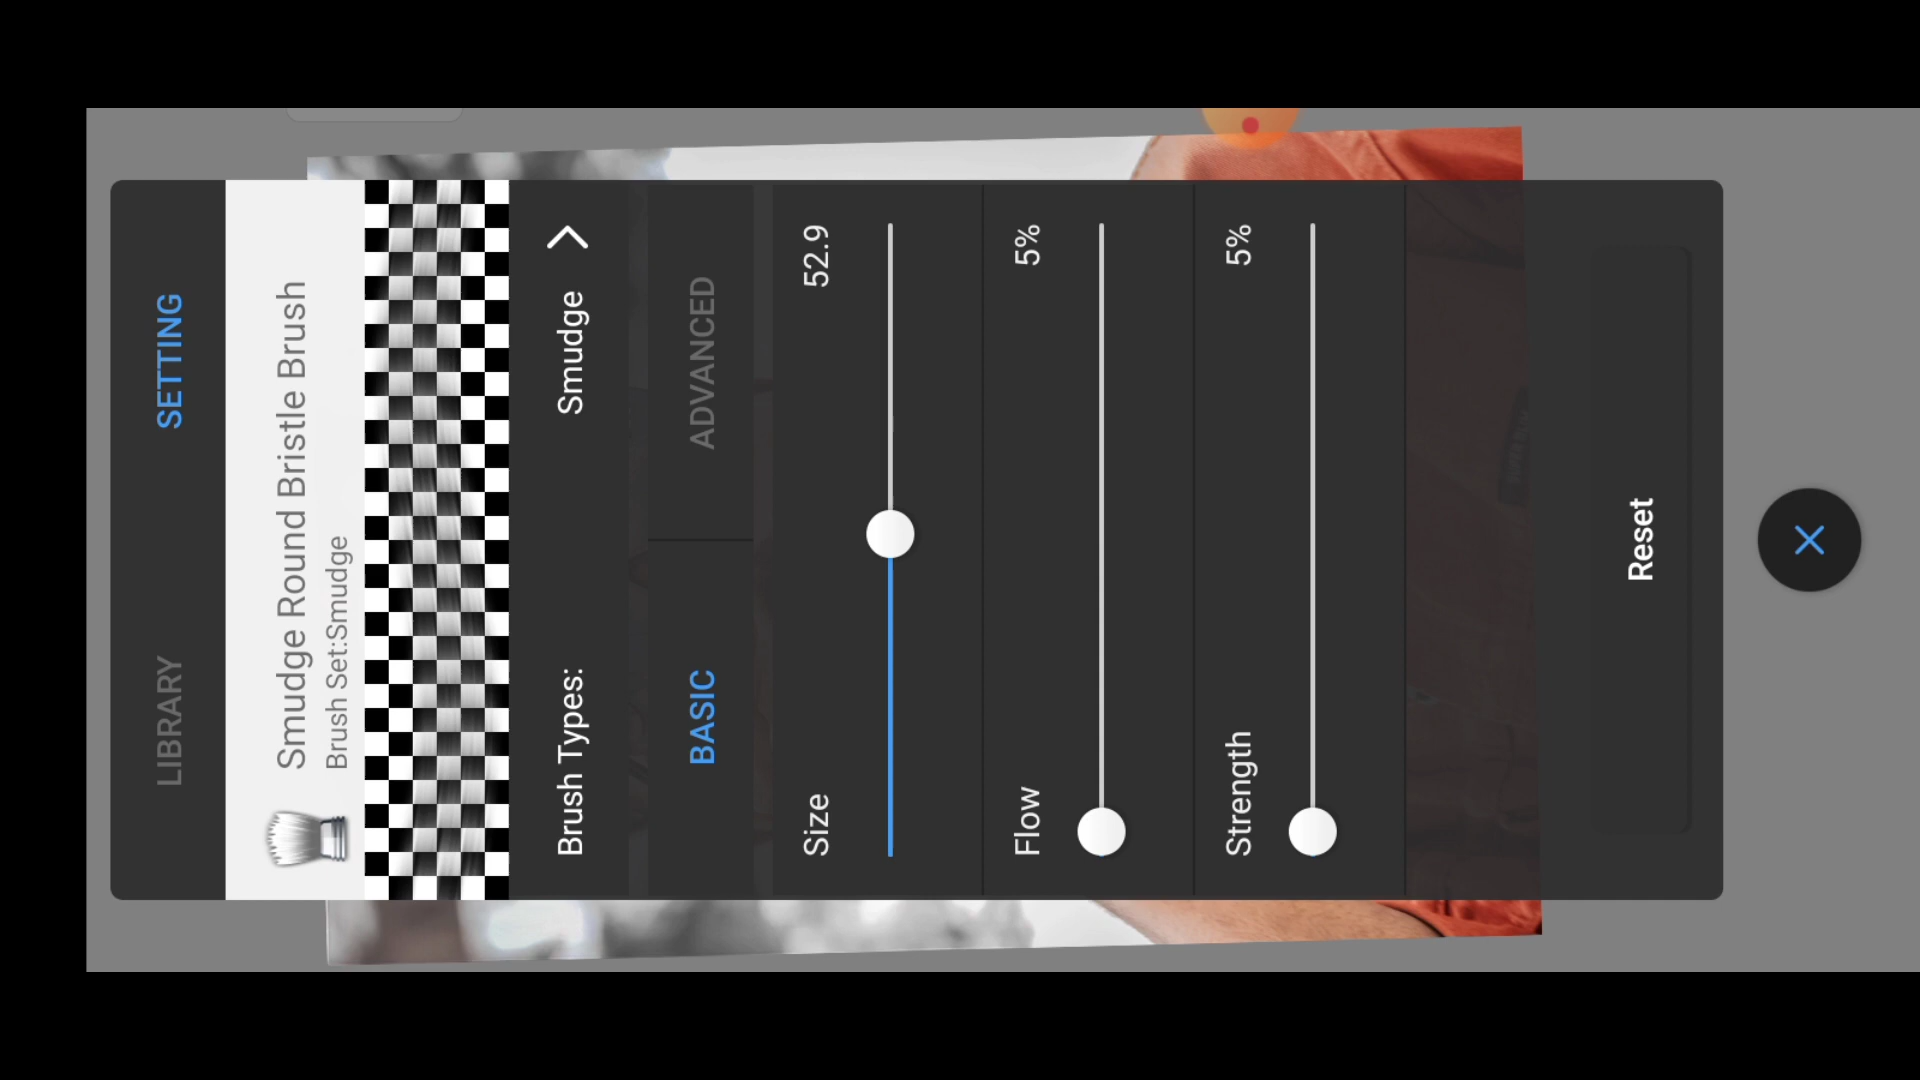 LIBRARY SETTING
Smudge Round Bristle Brush
Brush Set:Smudge
Brush Types: Smudge
BASIC ADVANCED
Size 52.9
Flow 5%
Strength 5%
Reset